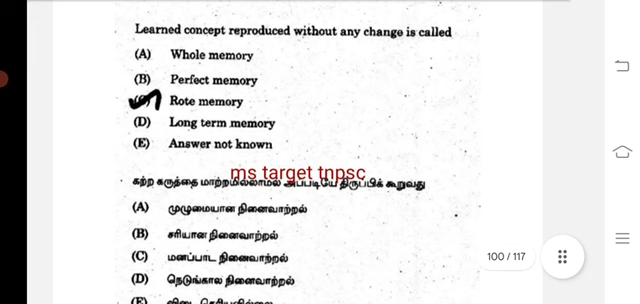 Learned concept reproduced without any change is called
(A) Whole memory
(B) Perfect memory
Rote memory
(D) Long term memory
(E) Answer not known
ms target tnpsc
கற்ற கருத்தை மாற்றமில்லாமல் அப்படியே திருப்பிக் கூறுவது
(A) முழுமையான நினைவாற்றல்
(B) சரியான நினைவாற்றல்
(C) மனப்பாட நினைவாற்றல்
100 / 117
(D) நெடுங்கால நினைவாற்றல்
(E)